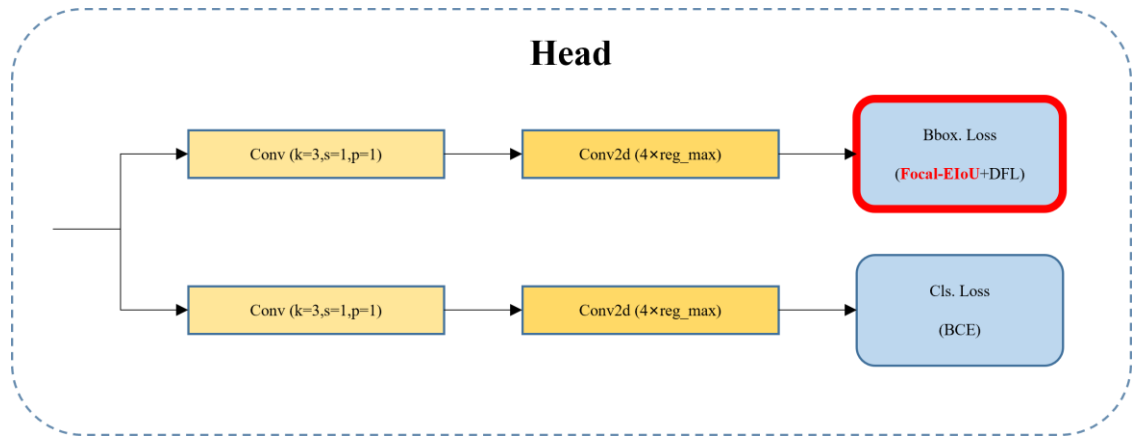 Head
Conv (k=3,s=1,p=1)
Conv2d (4×reg_max)
Bbox. Loss
(Focal-EIoU+DFL)
Conv (k=3,s=1,p=1)
Conv2d (4×reg_max)
Cls. Loss
(BCE)